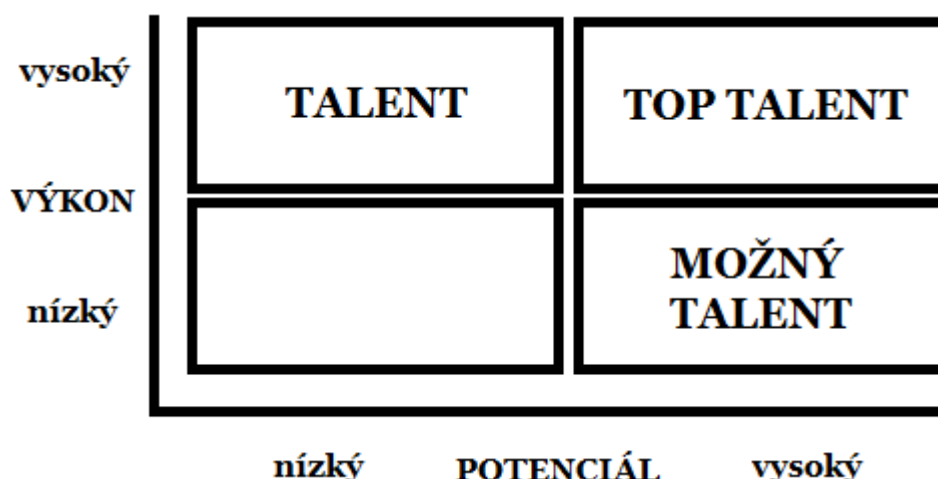 vysoký
TALENT
TOP TALENT
VÝKON
nízký
MOŽNÝ
TALENT
nízký
POTENCIÁL
vysoký